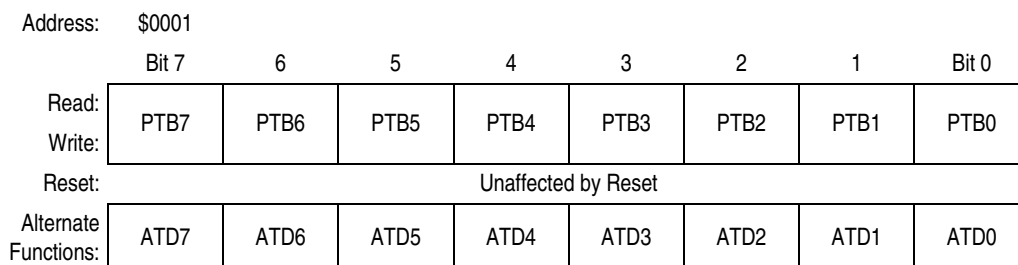 Address: $0001
Bit 7 6 5 4 3 2 1 Bit 0
Read:
PTB7 PTB6 PTB5 PTB4 PTB3 PTB2 PTB1 PTB0
Write:
Reset: Unaffected by Reset
Alternate
Functions:
ATD7 ATD6 ATD5 ATD4 ATD3 ATD2 ATD1 ATD0